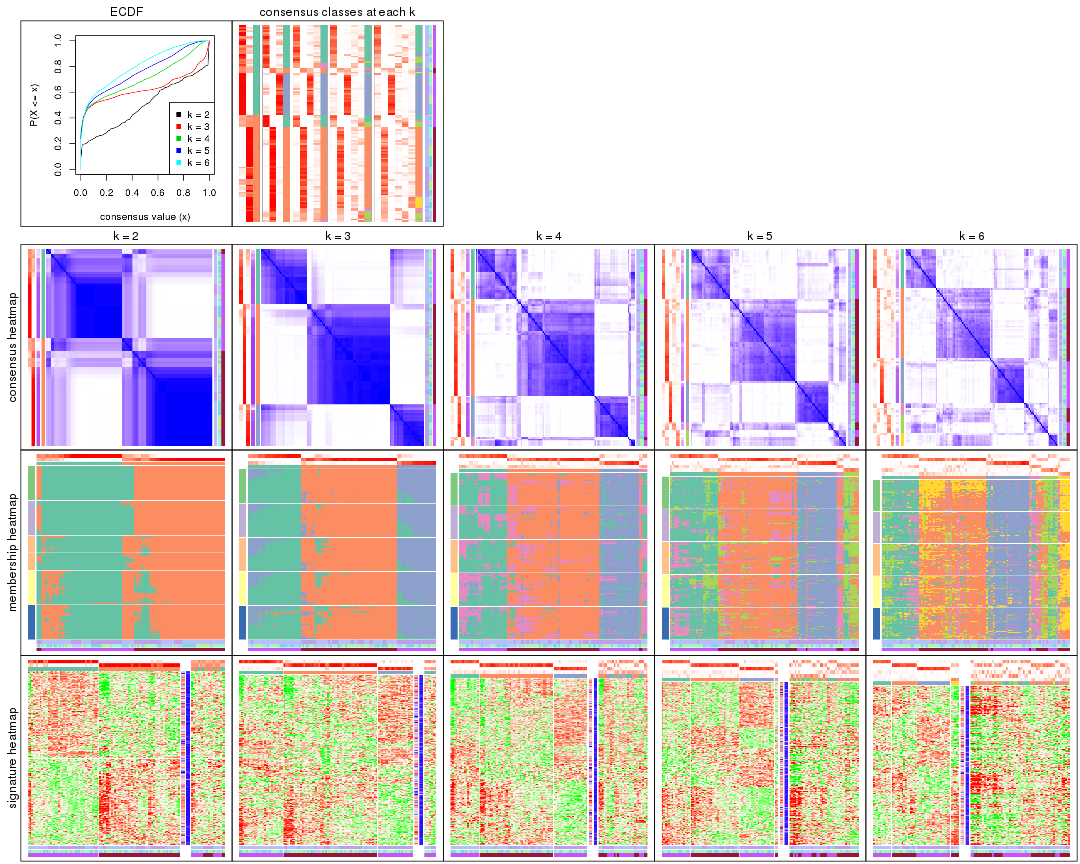 ECDF
consensus classes at each k
P(X <= x)
1.0
0.8
0.6
0.4
0.2
0.0
k = 2
k = 3
k = 4
k = 5
k = 6
0.0 0.2 0.4 0.6 0.8 1.0
consensus value (x)
k = 2
k = 3
k = 4
k = 5
k = 6
consensus heatmap
membership heatmap
signature heatmap